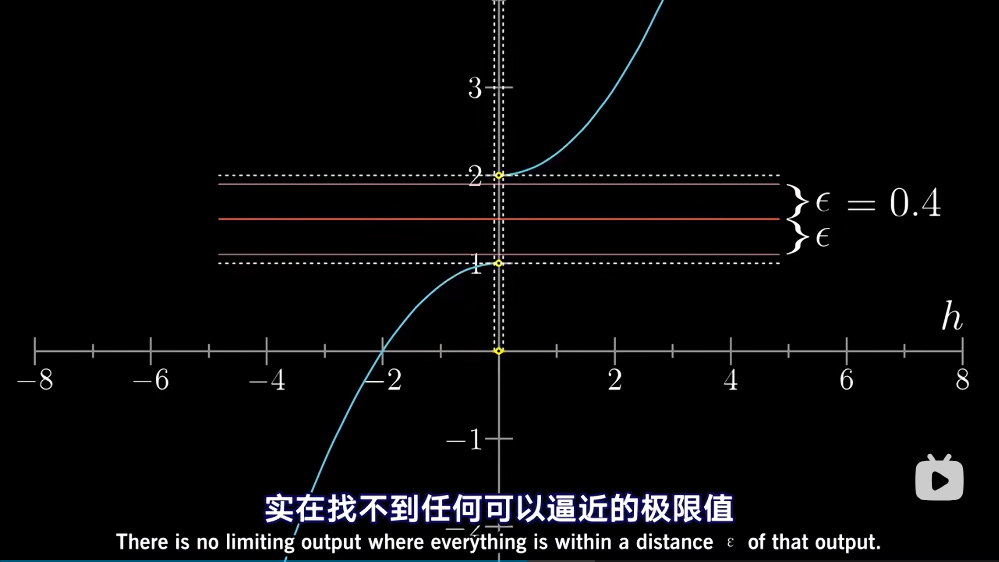 3
2
ϵ = 0.4
ϵ
1
h
−8 −6 −4 −2 2 4 6 8
−1
实在找不到任何可以逼近的极限值
−2
There is no limiting output where everything is within a distance ε of that output.